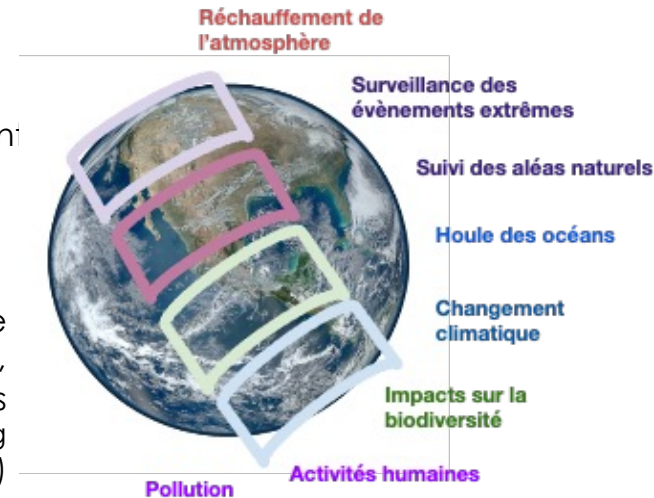 Réchauffement de
l'atmosphère
Surveillance des
évènements extrêmes
Suivi des aléas naturels
Houle des océans
Changement
climatique
Impacts sur la
biodiversité
Activités humaines
Pollution